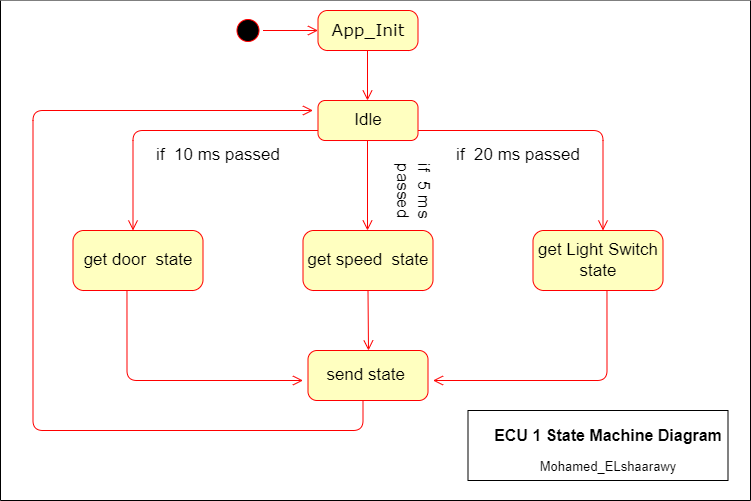 App_Init
Idle
if 10 ms passed
if 5 ms
passed
if 20 ms passed
get door state
get speed state
get Light Switch
state
send state
ECU 1 State Machine Diagram
Mohamed_ELshaarawy